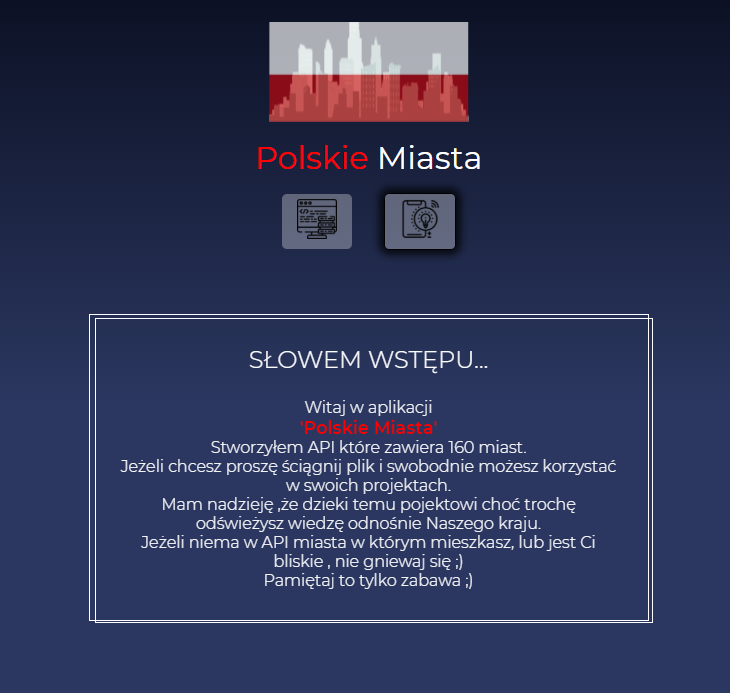 Polskie Miasta
SŁOWEM WSTĘPU...
Witaj w aplikacji
'Polskie Miasta'
Stworzyłem API które zawiera 160 miast.
Jeżeli chcesz proszę ściągnij plik i swobodnie możesz korzystać
w swoich projektach.
Mam nadzieję ,że dzieki temu pojektowi choć trochę
odświeżysz wiedzę odnośnie Naszego kraju.
Jeżeli niema w API miasta w którym mieszkasz, lub jest Ci
bliskie , nie gniewaj się ;)
Pamiętaj to tylko zabawa ;)